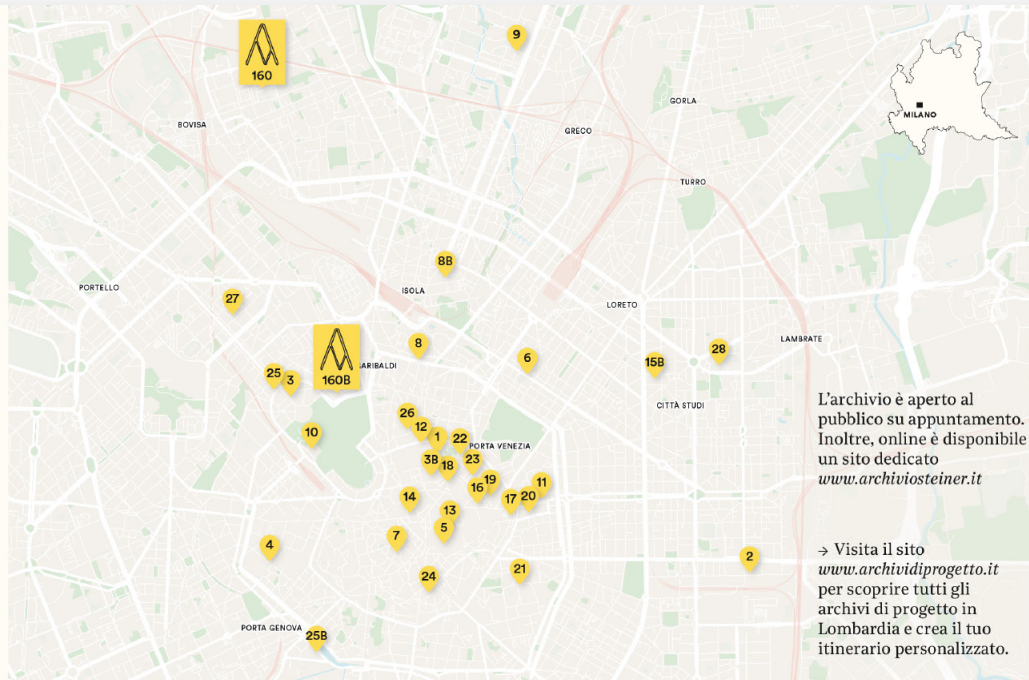 9
160
GORLA
MILANO
BOVISA
GRECO
TURRO
8B
PORTELLO
ISOLA
27
LORETO
8
LAMBRATE
28
6
15B
160B
GARIBALDI
25
3
L'archivio è aperto al
pubblico su appuntamento.
Inoltre, online è disponibile
un sito dedicato
www.archiviosteiner.it
CITTÀ STUDI
26
12
10
1
22
PORTA VENEZIA
3B
18
23
19
16
11
14
17
20
13
5
7
4
2
→ Visita il sito
www.archividiprogetto.it
per scoprire tutti gli
archivi di progetto in
Lombardia e crea il tuo
itinerario personalizzato.
21
24
PORTA GENOVA
25B